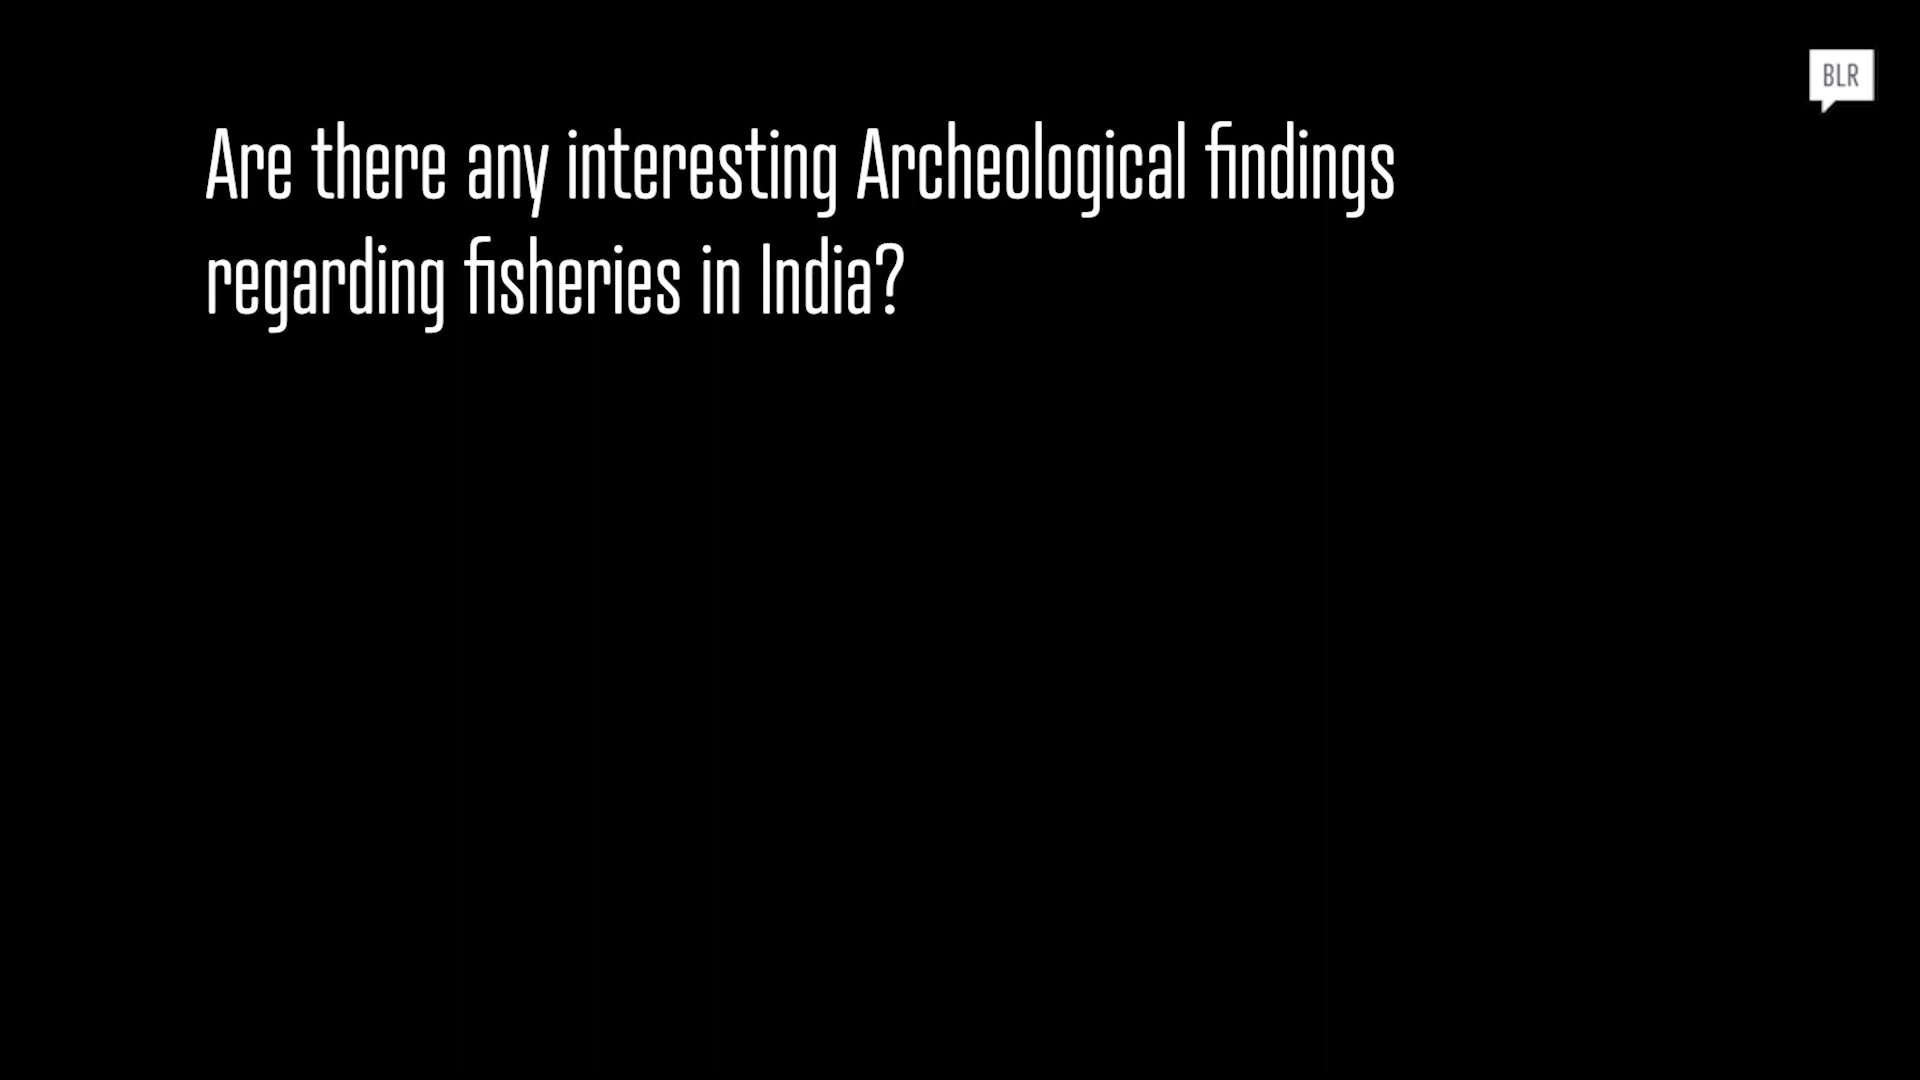 BLR
Are there any interesting Archeological findings
regarding fisheries in India?